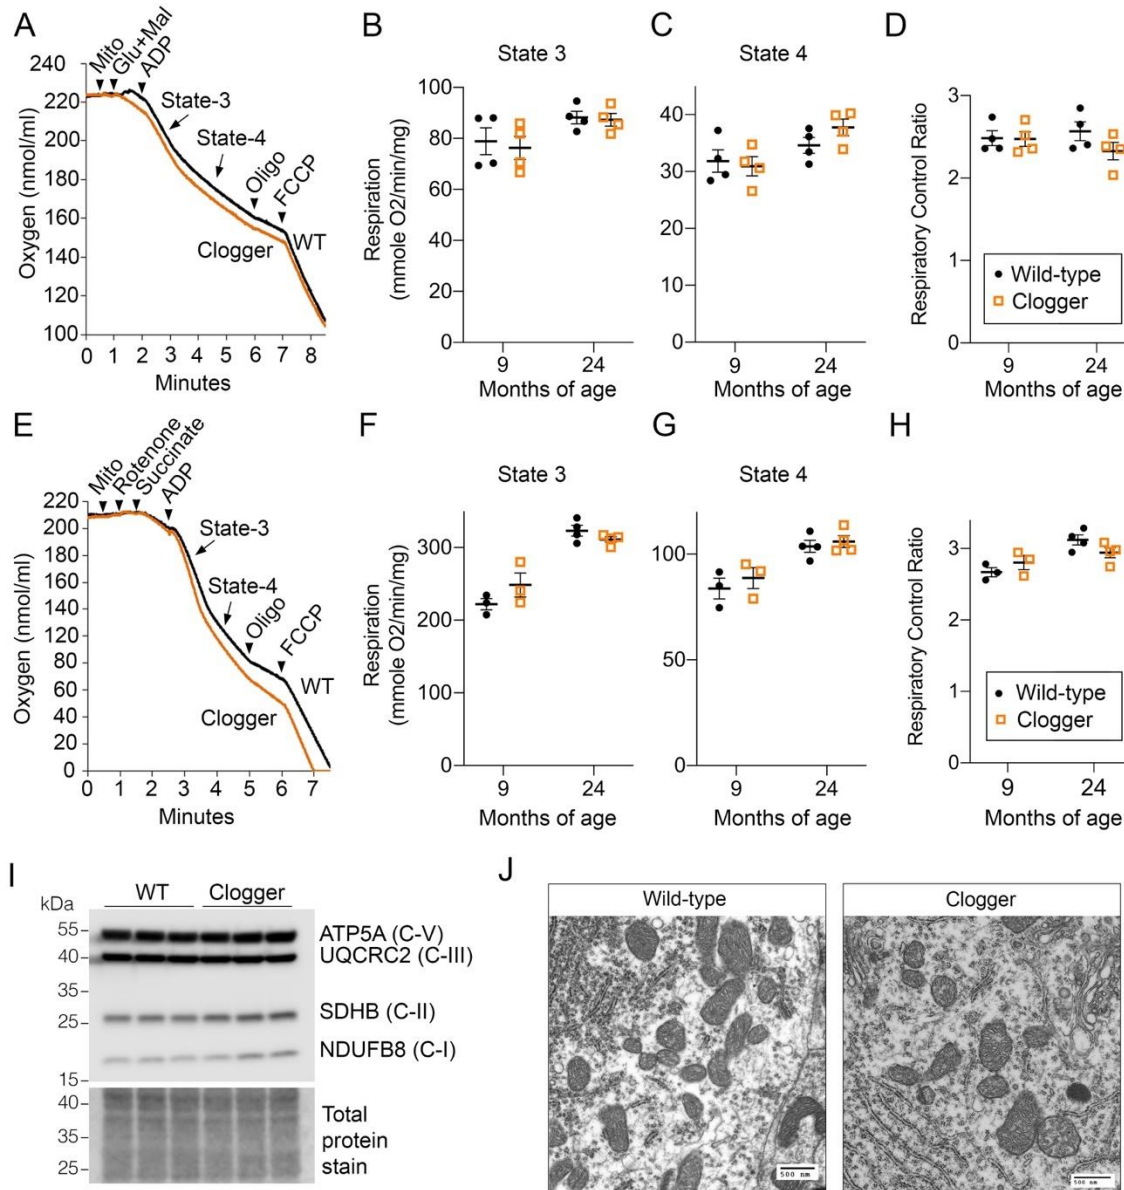 A
Mito
Glu+Mal
ADP
240
220
200
180
160
140
120
100
State-3
State-4
Oligo
FCCP
WT
Clogger
Oxygen (nmol/ml)
0 1 2 3 4 5 6 7 8
Minutes
B
State 3
100
80
60
40
20
0
Respiration
(mmole O2/min/mg)
9 24
Months of age
C
State 4
40
30
20
10
0
9 24
Months of age
D
3
2
1
0
Respiratory Control Ratio
Wild-type
Clogger
9 24
Months of age
E
Mito
Rotenone
Succinate
ADP
220
200
180
160
140
120
100
80
60
40
20
0
State-3
State-4
Oligo
FCCP
WT
Clogger
Oxygen (nmol/ml)
0 1 2 3 4 5 6 7
Minutes
F
State 3
300
200
100
0
Respiration
(mmole O2/min/mg)
9 24
Months of age
G
State 4
100
50
0
9 24
Months of age
H
3
2
1
0
Respiratory Control Ratio
Wild-type
Clogger
9 24
Months of age
I
WT Clogger
kDa
55
40
35
25
15
ATP5A (C-V)
UQCRC2 (C-III)
SDHB (C-II)
NDUFB8 (C-I)
40
35
25
Total
protein
stain
J
Wild-type
500 nm
Clogger
500 nm